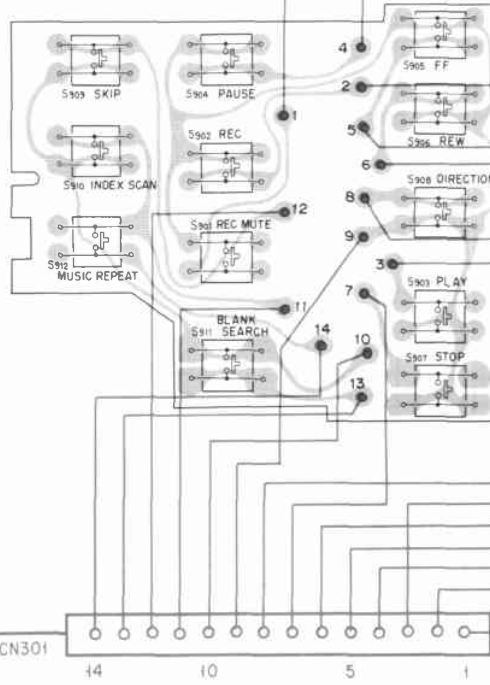 4
S905 FF
S909 SKIP
S904 PAUSE
2
1
5
S902 REC
S906 REW
6
S910 INDEX SCAN
S908 DIRECTION
8
12
S901 REC MUTE
9
S912
MUSIC REPEAT
3
S903 PLAY
7
11
BLANK
S911 SEARCH
14
10
S907 STOP
13
CN301
14
10
5
1